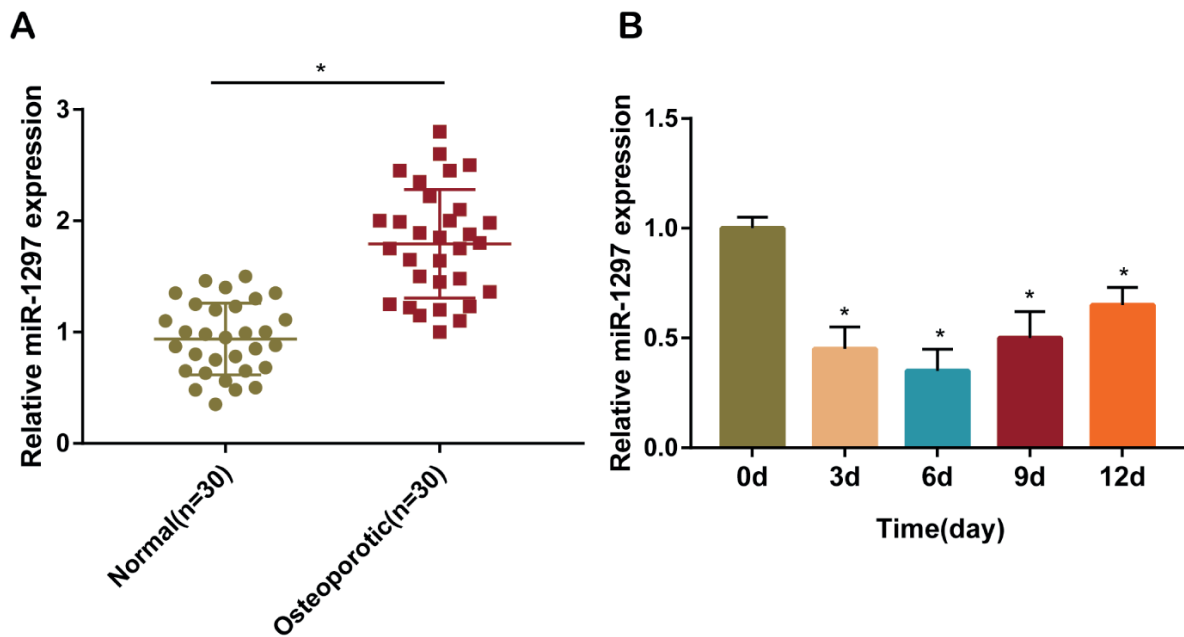 A
*
Relative miR-1297 expression
3
2
1
0
Normal(n=30)
Osteoporotic(n=30)
B
Relative miR-1297 expression
1.5
1.0
0.5
0.0
*
*
*
*
0d 3d 6d 9d 12d
Time(day)